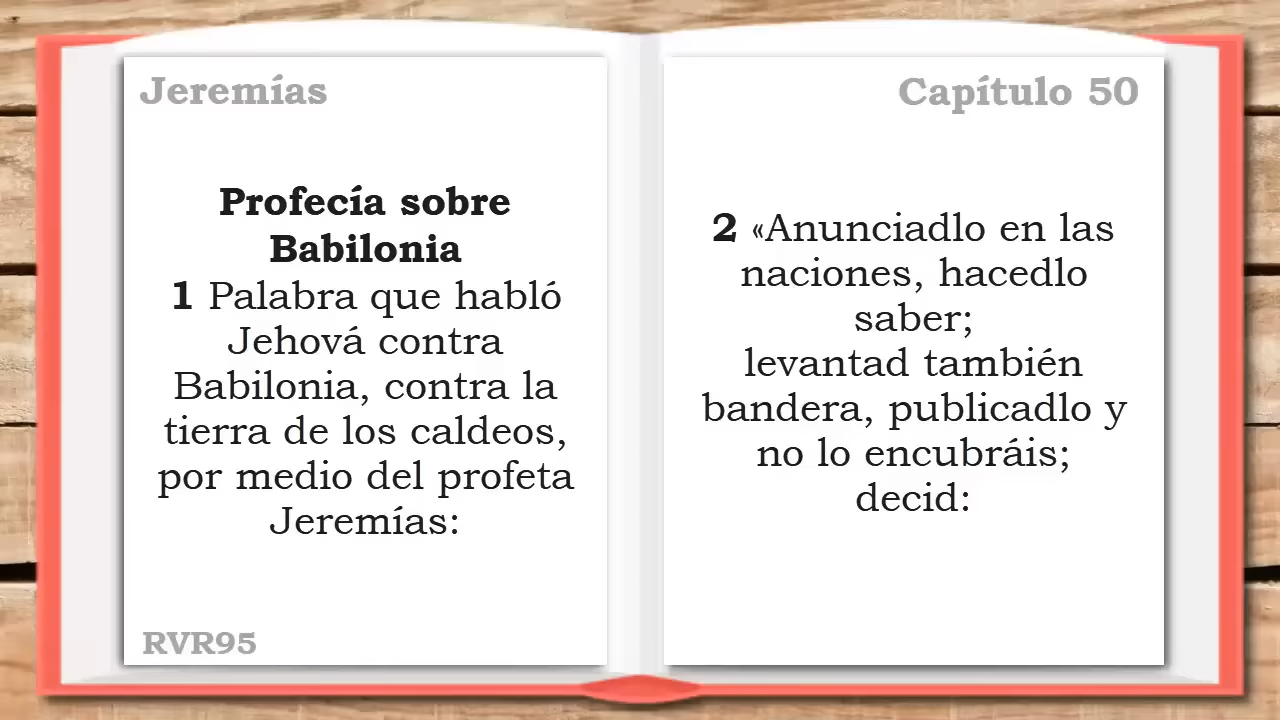 Jeremías
Profecía sobre
Babilonia
1 Palabra que habló
Jehová contra
Babilonia, contra la
tierra de los caldeos,
por medio del profeta
Jeremías:
RVR95
Capítulo 50
2 «Anunciadlo en las
naciones, hacedlo
saber;
levantad también
bandera, publicadlo y
no lo encubráis;
decid: